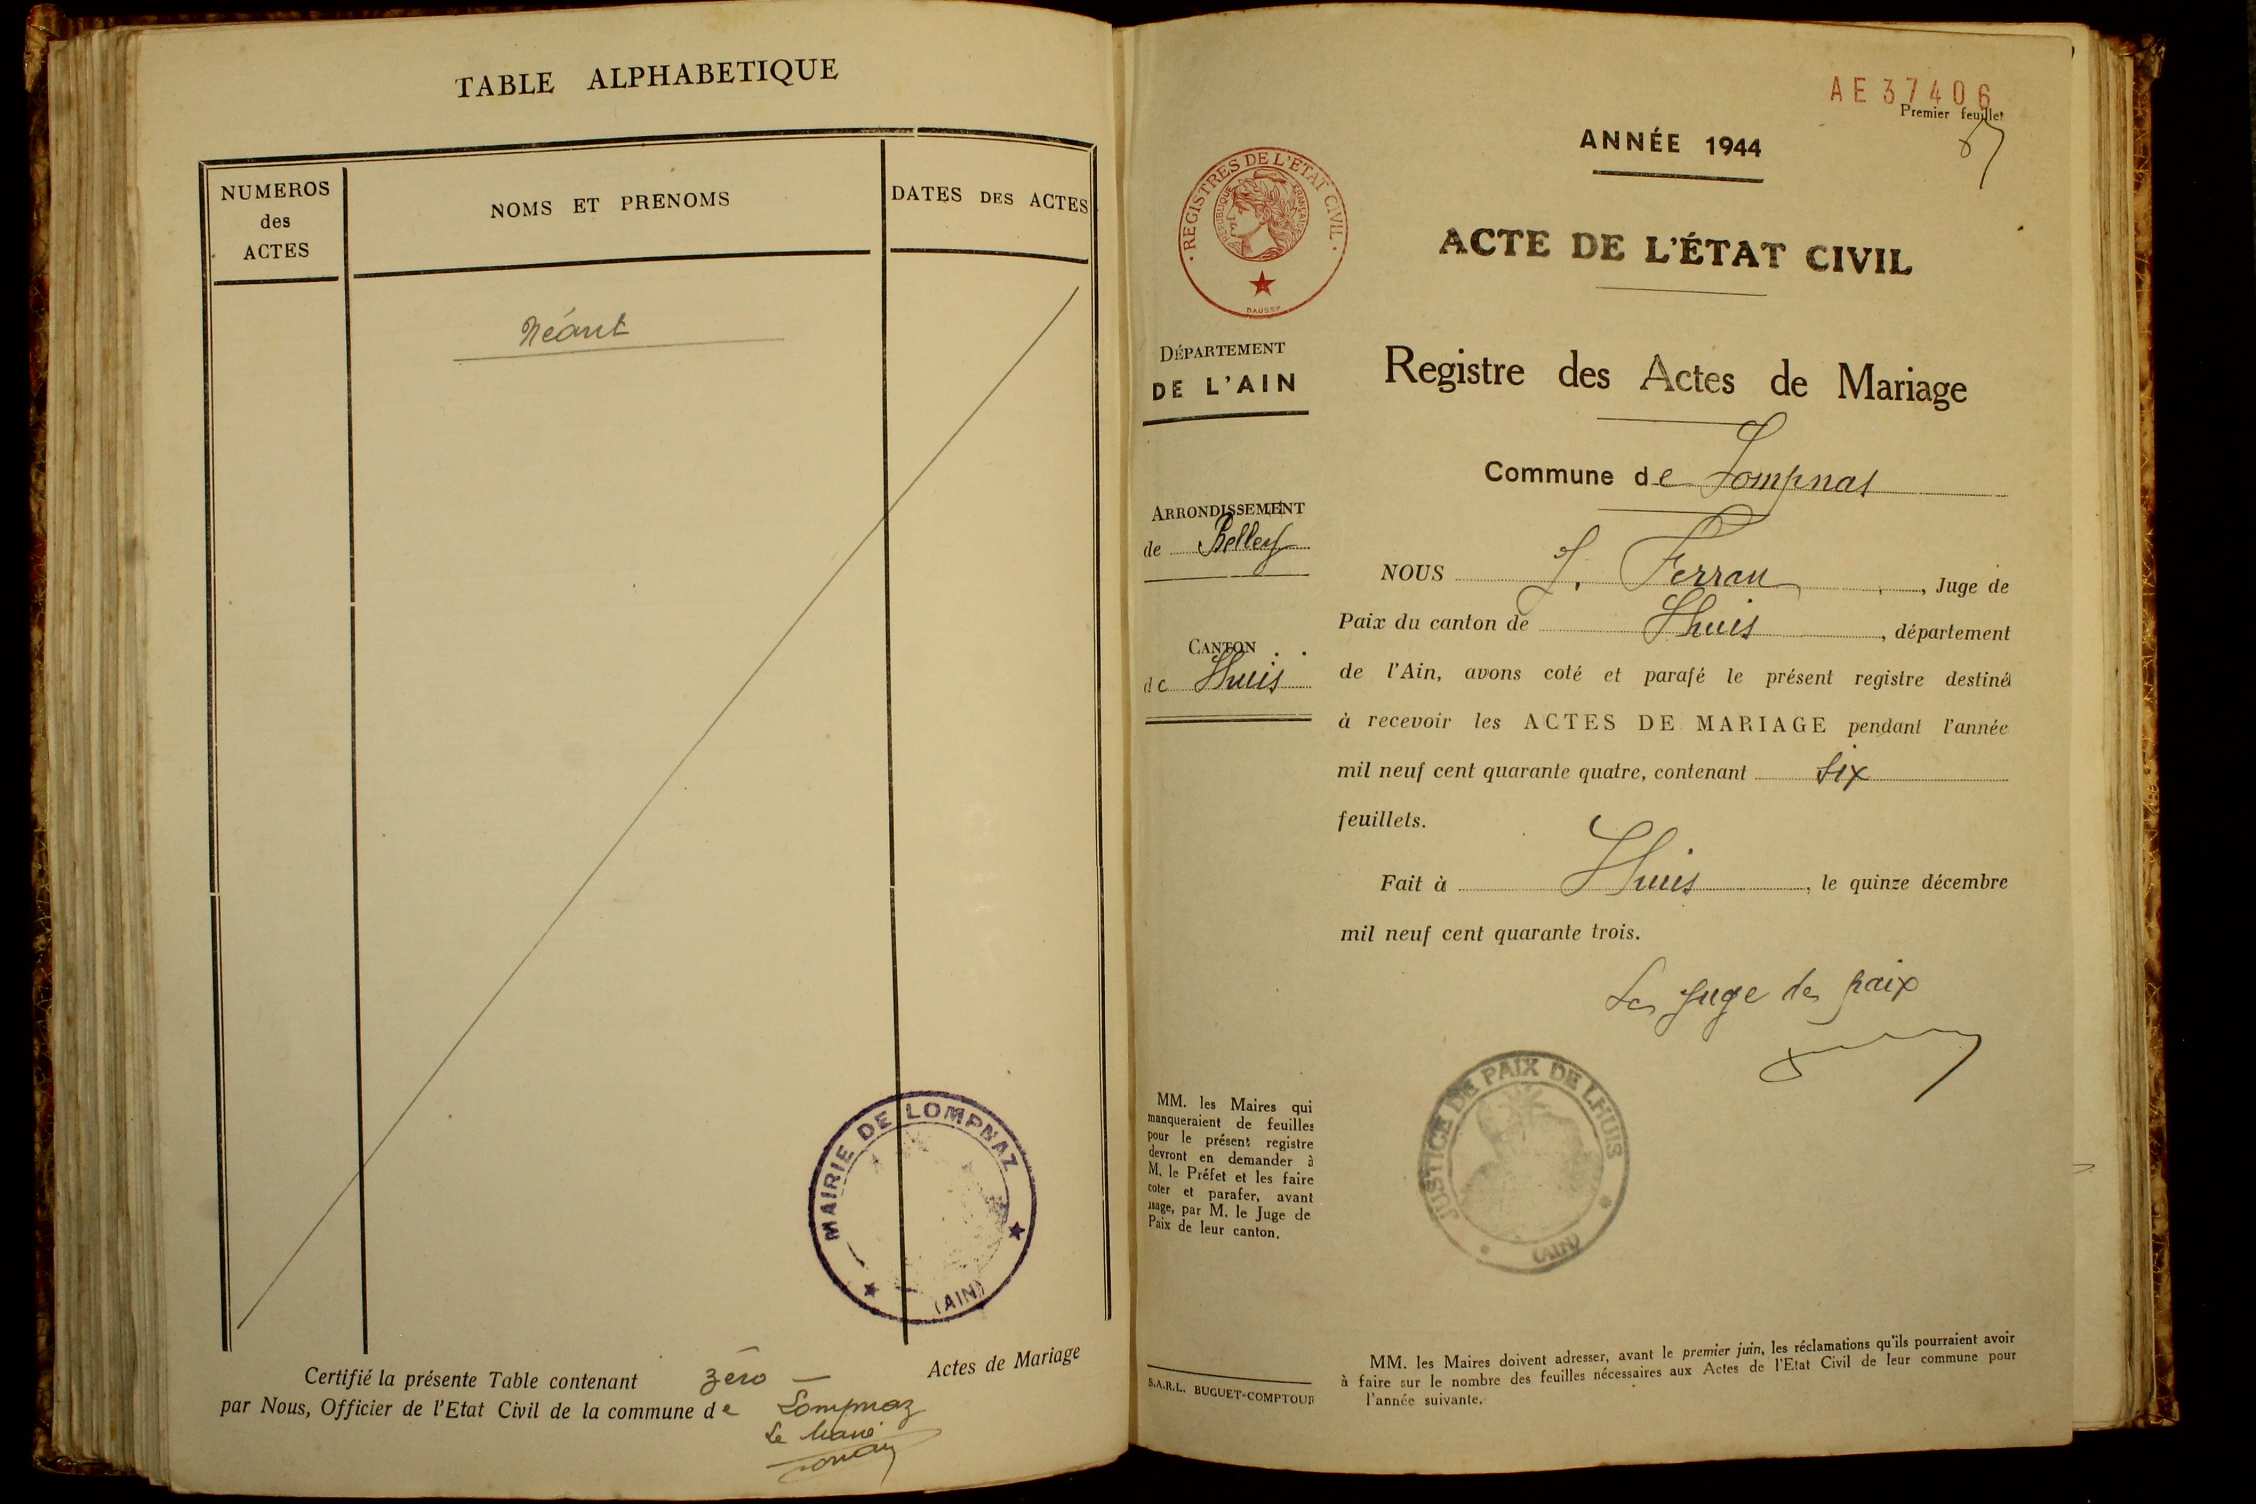 TABLE ALPHABETIQUE
NUMEROS
des
ACTES
NOMS ET PRENOMS
DATES DES ACTES
Néant
MAIRIE DE LOMPNAZ
(AIN)
Certifié la présente Table contenant zéro — Actes de Mariage
par Nous, Officier de l'Etat Civil de la commune de Lompnaz
Le Maire
AE 37406
Premier feuillet
ANNÉE 1944
REGISTRES DE L'ETAT CIVIL
REPUBLIQUE FRANÇAISE
DAUSSY
ACTE DE L'ÉTAT CIVIL
DÉPARTEMENT
DE L'AIN
Registre des Actes de Mariage
Commune de Lompnas
ARRONDISSEMENT
de Belley
CANTON
de Lhuis
NOUS J. Ferran, Juge de
Paix du canton de Lhuis, département
de l'Ain, avons coté et parafé le présent registre destiné
à recevoir les ACTES DE MARIAGE pendant l'année
mil neuf cent quarante quatre, contenant six
feuillets.
Fait à Lhuis, le quinze décembre
mil neuf cent quarante trois.
Le Juge de paix
JUSTICE DE PAIX DE LHUIS
(AIN)
MM. les Maires qui
manqueraient de feuilles
pour le présent registre
devront en demander à
M. le Préfet et les faire
coter et parafer, avant
usage, par M. le Juge de
Paix de leur canton.
S.A.R.L. BUGUET-COMPTOUR
MM. les Maires doivent adresser, avant le premier juin, les réclamations qu'ils pourraient avoir
à faire sur le nombre des feuilles nécessaires aux Actes de l'Etat Civil de leur commune pour
l'année suivante.